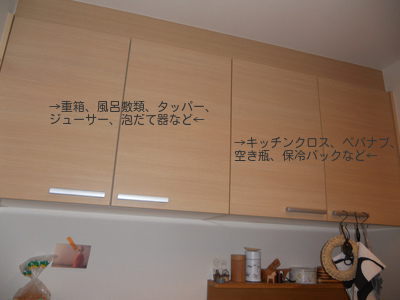 →重箱、風呂敷類、タッパー、
ジューサー、泡だて器など←
→キッチンクロス、ペパナプ、
空き瓶、保冷パックなど←